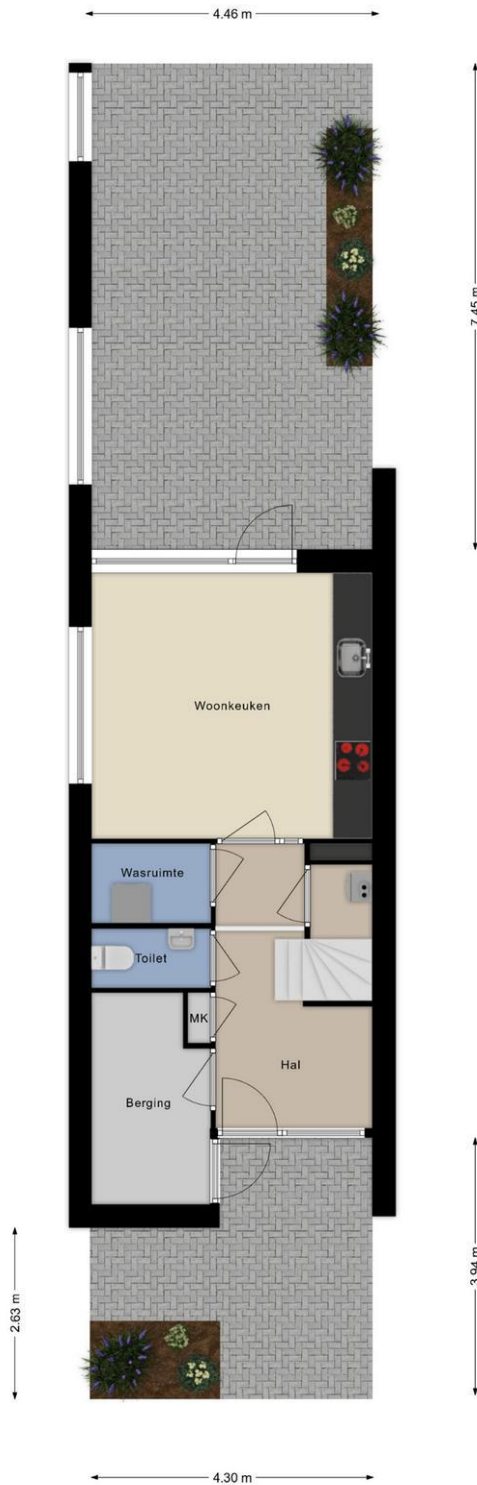 4.46 m
7.45 m
Woonkeuken
Wasruimte
Toilet
MK
Hal
Berging
2.63 m
3.94 m
4.30 m